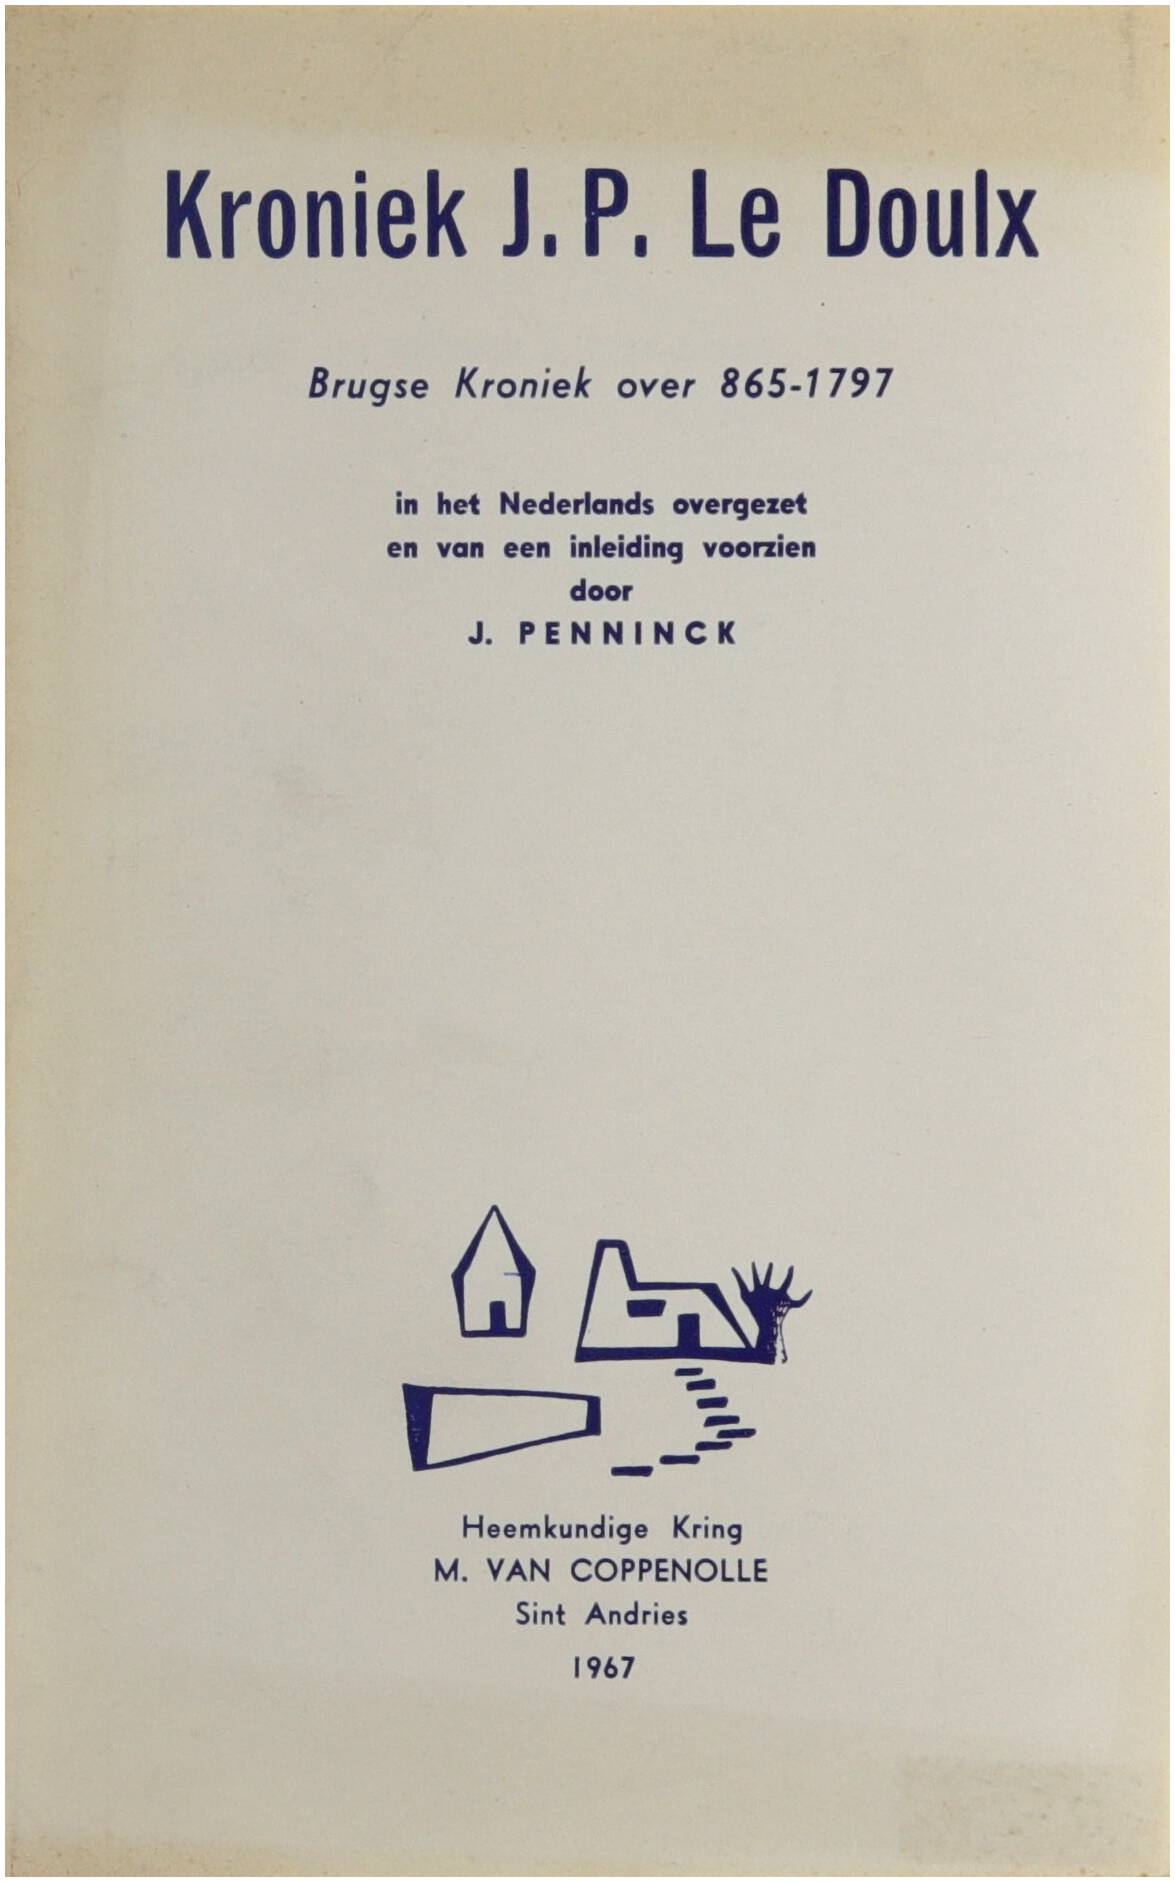 Kroniek J. P. Le Doulx
Brugse Kroniek over 865-1797
in het Nederlands overgezet
en van een inleiding voorzien
door
J. PENNINCK
Heemkundige Kring
M. VAN COPPENOLLE
Sint Andries
1967